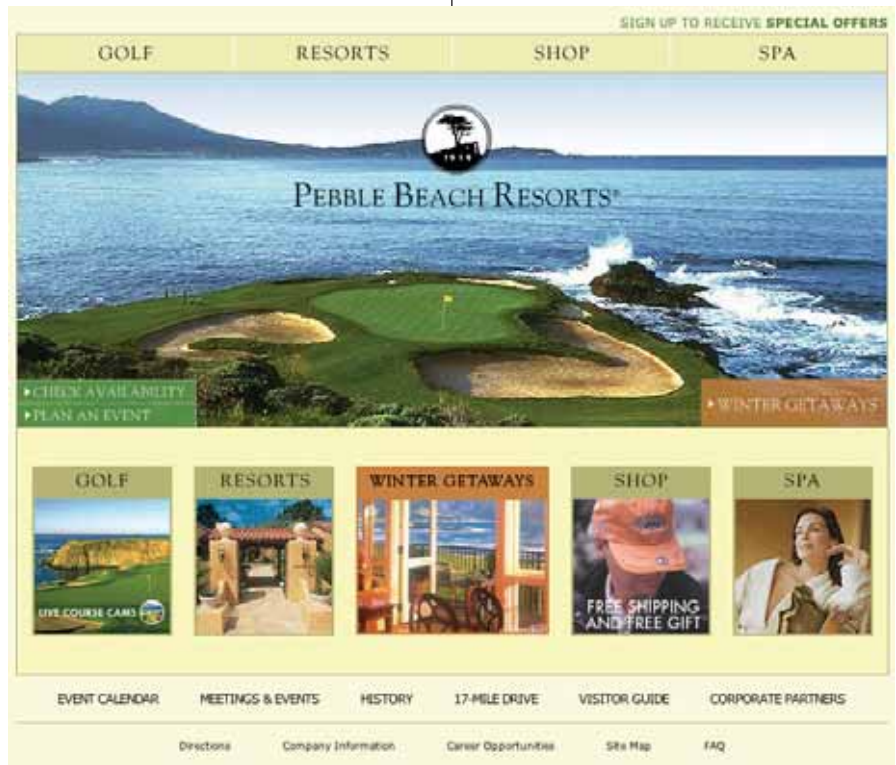 SIGN UP TO RECEIVE SPECIAL OFFERS
GOLF RESORTS SHOP SPA
1919
PEBBLE BEACH RESORTS®
CHECK AVAILABILITY
PLAN AN EVENT
WINTER GETAWAYS
GOLF RESORTS WINTER GETAWAYS SHOP SPA
LIVE COURSE CAMS
FREE SHIPPING
AND FREE GIFT
EVENT CALENDAR MEETINGS & EVENTS HISTORY 17-MILE DRIVE VISITOR GUIDE CORPORATE PARTNERS
Directions Company Information Career Opportunities Site Map FAQ